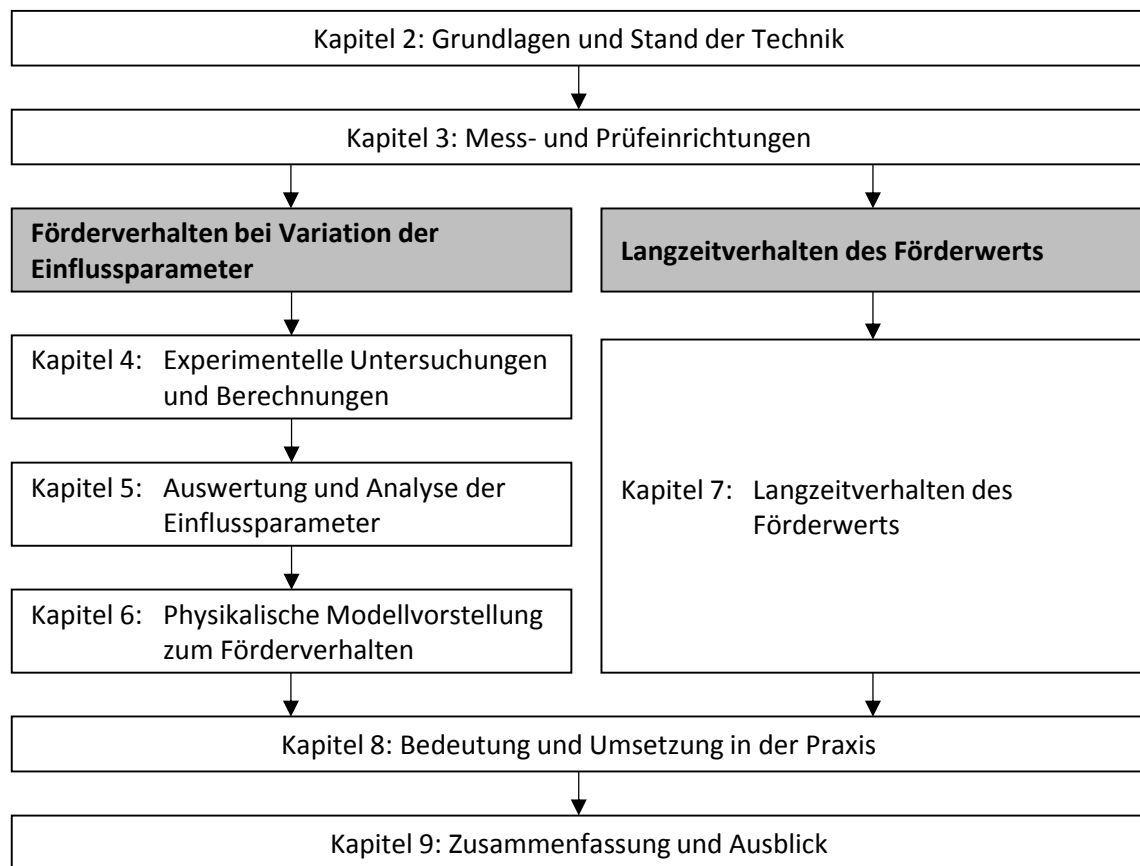 Kapitel 2: Grundlagen und Stand der Technik
Kapitel 3: Mess- und Prüfeinrichtungen
Förderverhalten bei Variation der
Einflussparameter
Kapitel 4: Experimentelle Untersuchungen
und Berechnungen
Kapitel 5: Auswertung und Analyse der
Einflussparameter
Kapitel 6: Physikalische Modellvorstellung
zum Förderverhalten
Langzeitverhalten des Förderwerts
Kapitel 7: Langzeitverhalten des
Förderwerts
Kapitel 8: Bedeutung und Umsetzung in der Praxis
Kapitel 9: Zusammenfassung und Ausblick